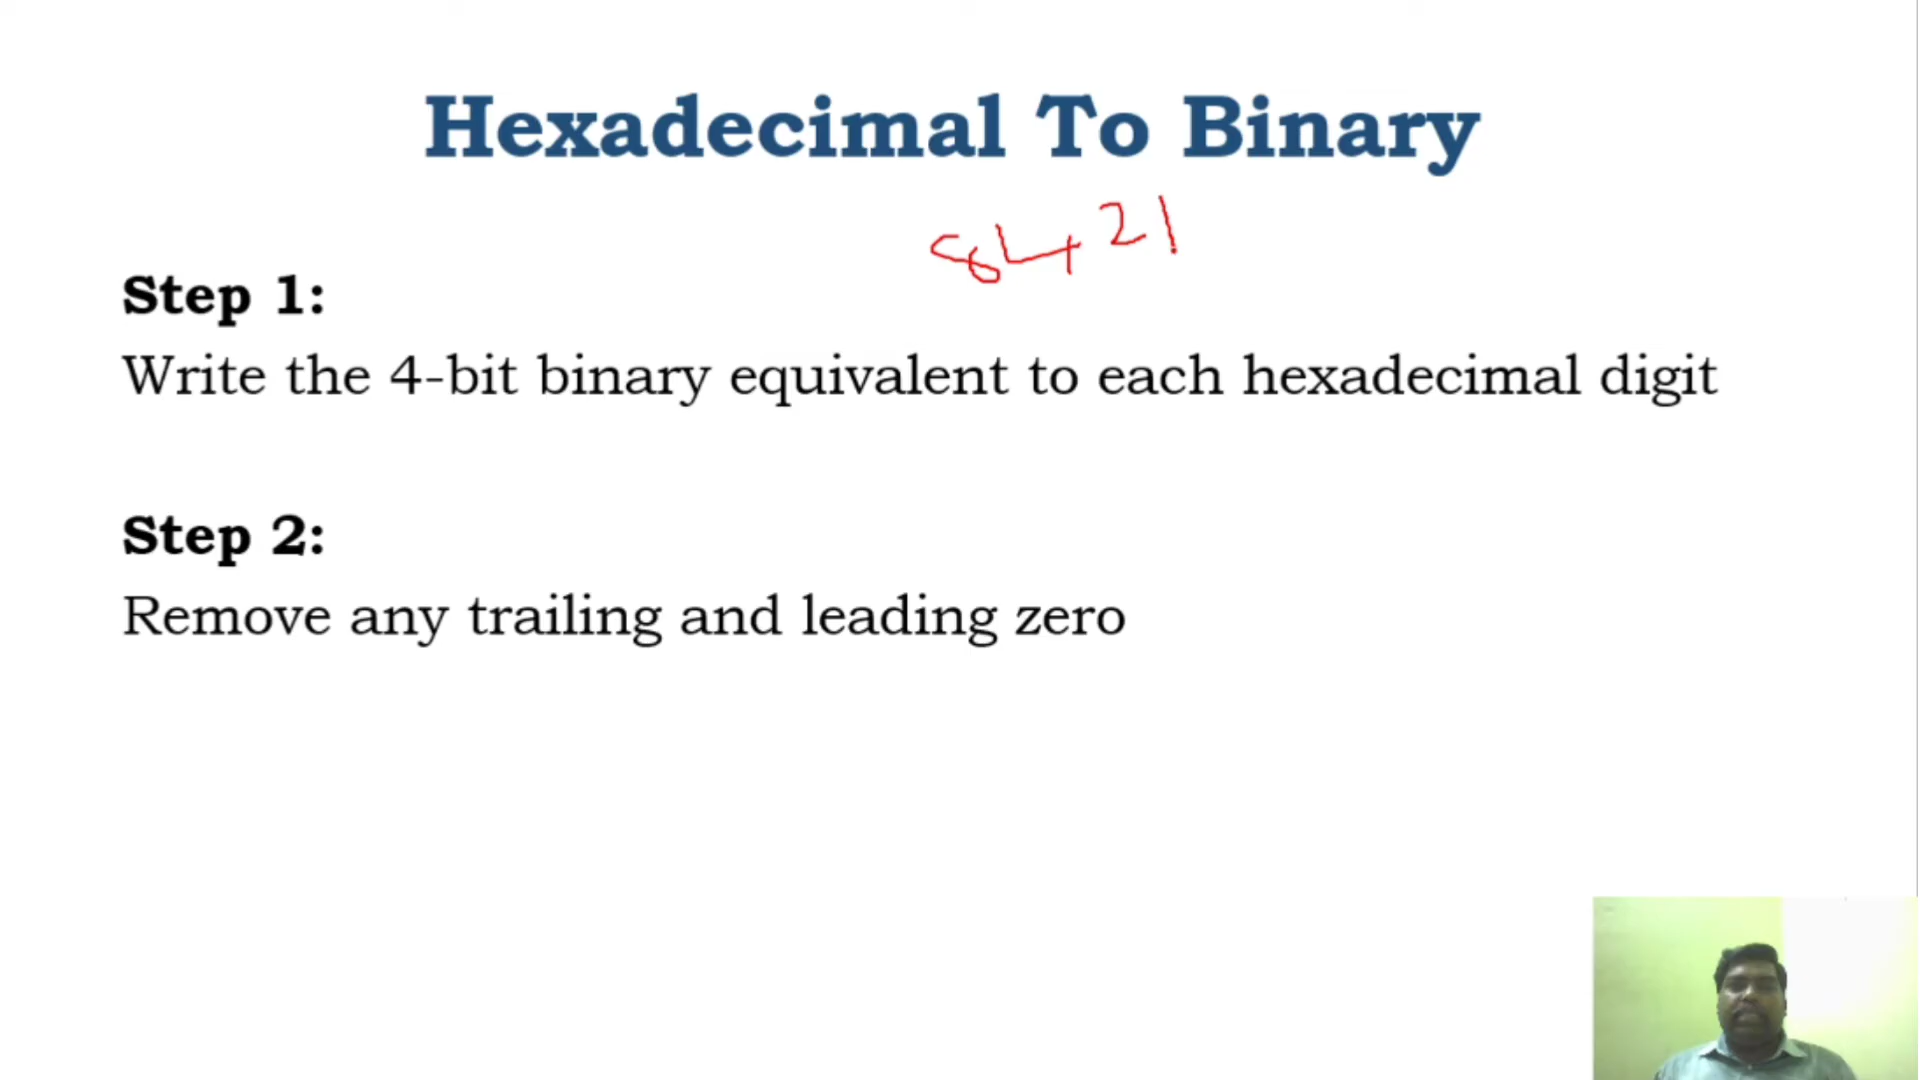 Hexadecimal To Binary
8421
Step 1:
Write the 4-bit binary equivalent to each hexadecimal digit
Step 2:
Remove any trailing and leading zero